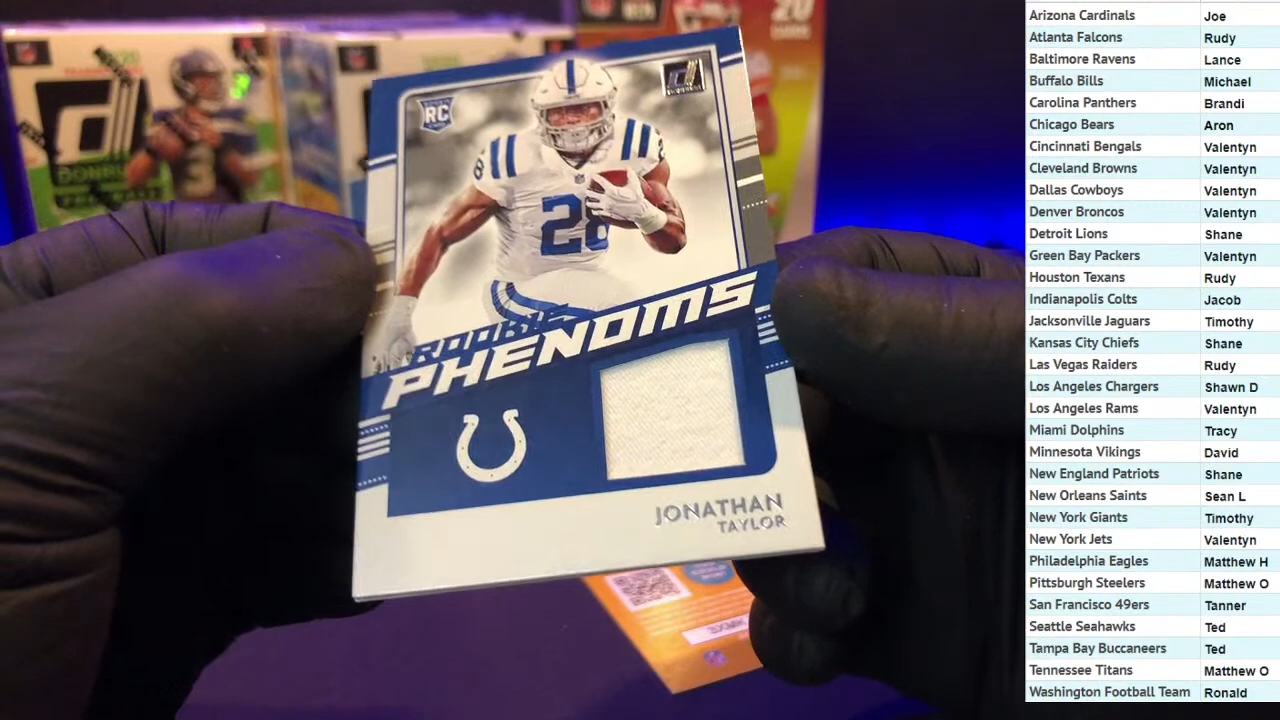 RC
28
28
ROOKIE
PHENOMS
JONATHAN
TAYLOR
Arizona Cardinals Joe
Atlanta Falcons Rudy
Baltimore Ravens Lance
Buffalo Bills Michael
Carolina Panthers Brandi
Chicago Bears Aron
Cincinnati Bengals Valentyn
Cleveland Browns Valentyn
Dallas Cowboys Valentyn
Denver Broncos Valentyn
Detroit Lions Shane
Green Bay Packers Valentyn
Houston Texans Rudy
Indianapolis Colts Jacob
Jacksonville Jaguars Timothy
Kansas City Chiefs Shane
Las Vegas Raiders Rudy
Los Angeles Chargers Shawn D
Los Angeles Rams Valentyn
Miami Dolphins Tracy
Minnesota Vikings David
New England Patriots Shane
New Orleans Saints Sean L
New York Giants Timothy
New York Jets Valentyn
Philadelphia Eagles Matthew H
Pittsburgh Steelers Matthew O
San Francisco 49ers Tanner
Seattle Seahawks Ted
Tampa Bay Buccaneers Ted
Tennessee Titans Matthew O
Washington Football Team Ronald